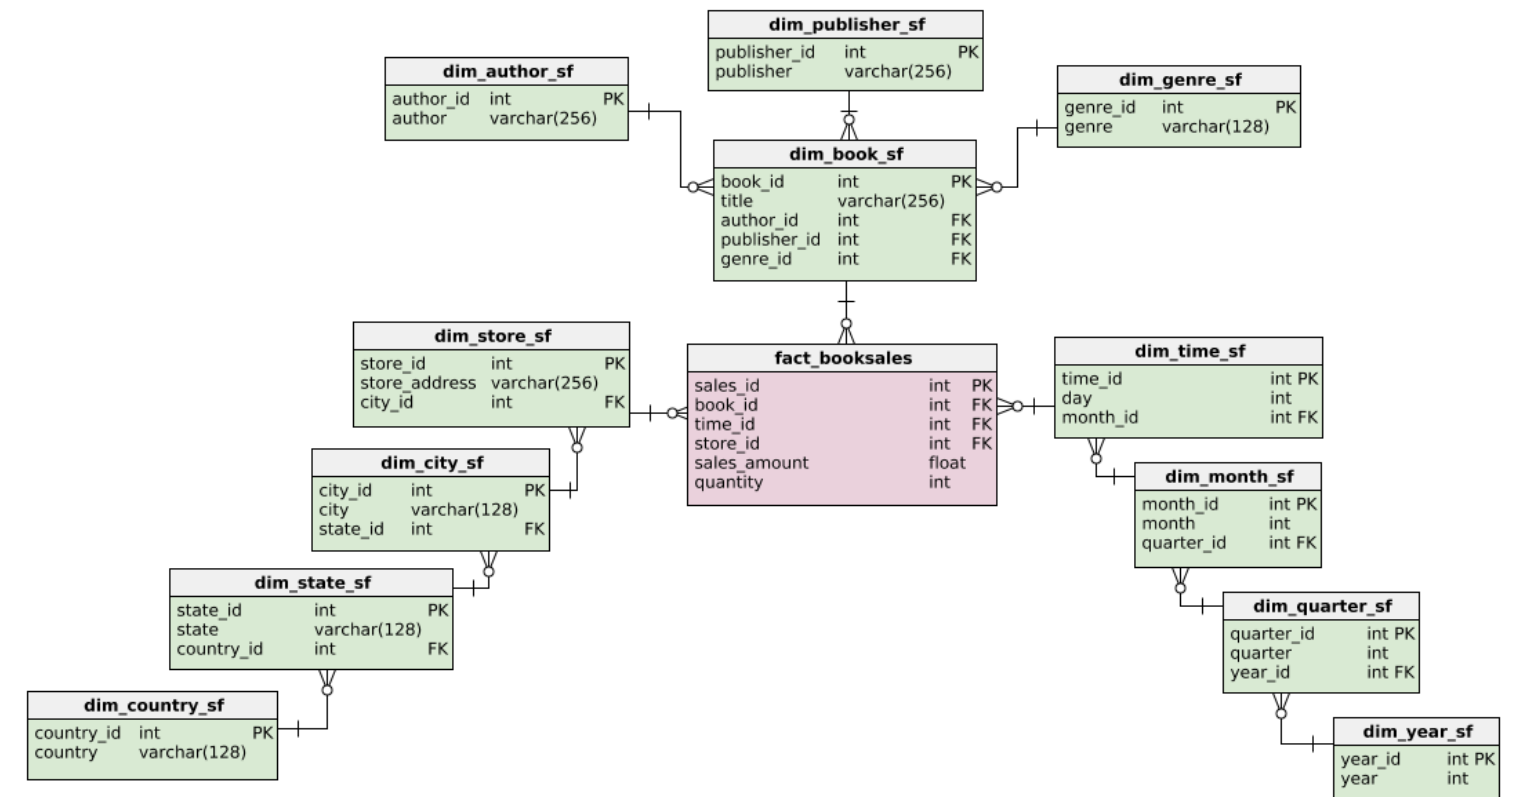 dim_publisher_sf
publisher_id int PK
publisher varchar(256)
dim_author_sf
author_id int PK
author varchar(256)
dim_genre_sf
genre_id int PK
genre varchar(128)
dim_book_sf
book_id int PK
title varchar(256)
author_id int FK
publisher_id int FK
genre_id int FK
dim_store_sf
store_id int PK
store_address varchar(256)
city_id int FK
fact_booksales
sales_id int PK
book_id int FK
time_id int FK
store_id int FK
sales_amount float
quantity int
dim_time_sf
time_id int PK
day int
month_id int FK
dim_city_sf
city_id int PK
city varchar(128)
state_id int FK
dim_month_sf
month_id int PK
month int
quarter_id int FK
dim_state_sf
state_id int PK
state varchar(128)
country_id int FK
dim_quarter_sf
quarter_id int PK
quarter int
year_id int FK
dim_country_sf
country_id int PK
country varchar(128)
dim_year_sf
year_id int PK
year int